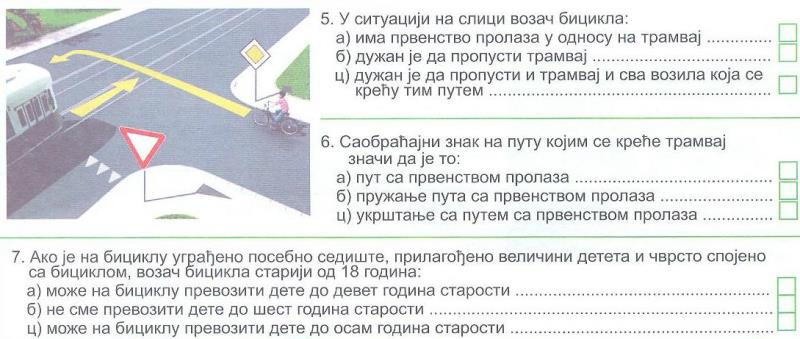 5. У ситуацији на слици возач бицикла:
а) има првенство пролаза у односу на трамвај ................
б) дужан је да пропусти трамвај ................
ц) дужан је да пропусти и трамвај и сва возила која се
крећу тим путем ................
6. Саобраћајни знак на путу којим се креће трамвај
значи да је то:
а) пут са првенством пролаза ................
б) пружање пута са првенством пролаза ................
ц) укрштање са путем са првенством пролаза ................
7. Ако је на бициклу уграђено посебно седиште, прилагођено величини детета и чврсто спојено
са бициклом, возач бицикла старији од 18 година:
а) може на бициклу превозити дете до девет година старости ................
б) не сме превозити дете до шест година старости ................
ц) може на бициклу превозити дете до осам година старости ................